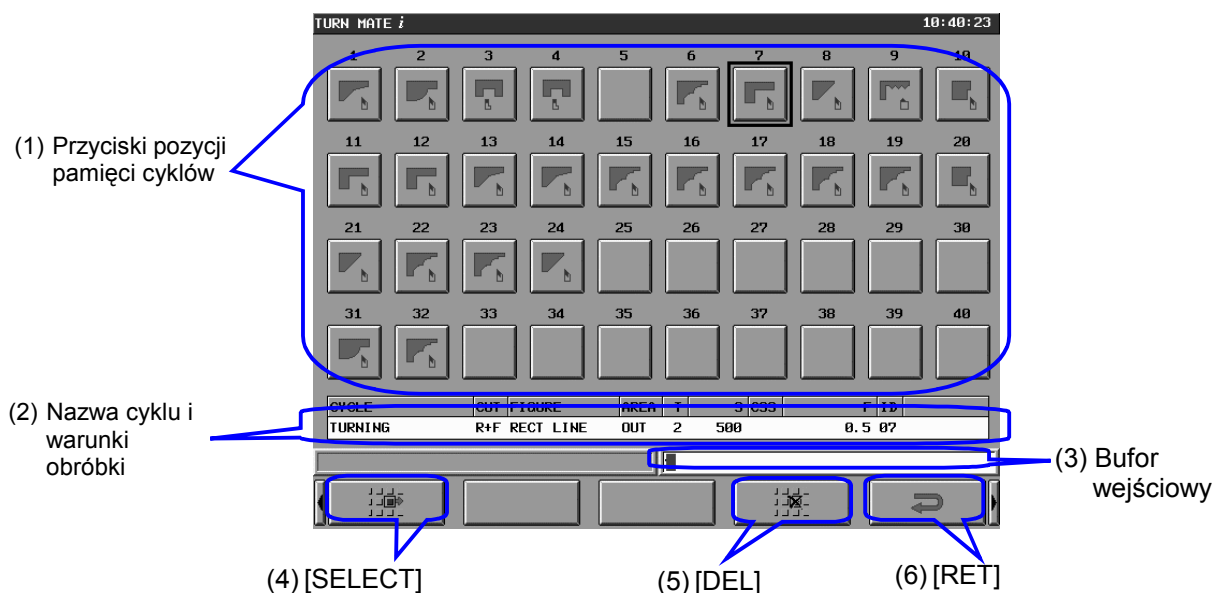 TURN MATE i 10:40:23
1 2 3 4 5 6 7 8 9 10
11 12 13 14 15 16 17 18 19 20
21 22 23 24 25 26 27 28 29 30
31 32 33 34 35 36 37 38 39 40
CYCLE CUT FIGURE AREA T S CSS F ID
TURNING R+F RECT LINE OUT 2 500 0.5 07
(1) Przyciski pozycji
pamięci cyklów
(2) Nazwa cyklu i
warunki
obróbki
(3) Bufor
wejściowy
(4) [SELECT]
(5) [DEL]
(6) [RET]